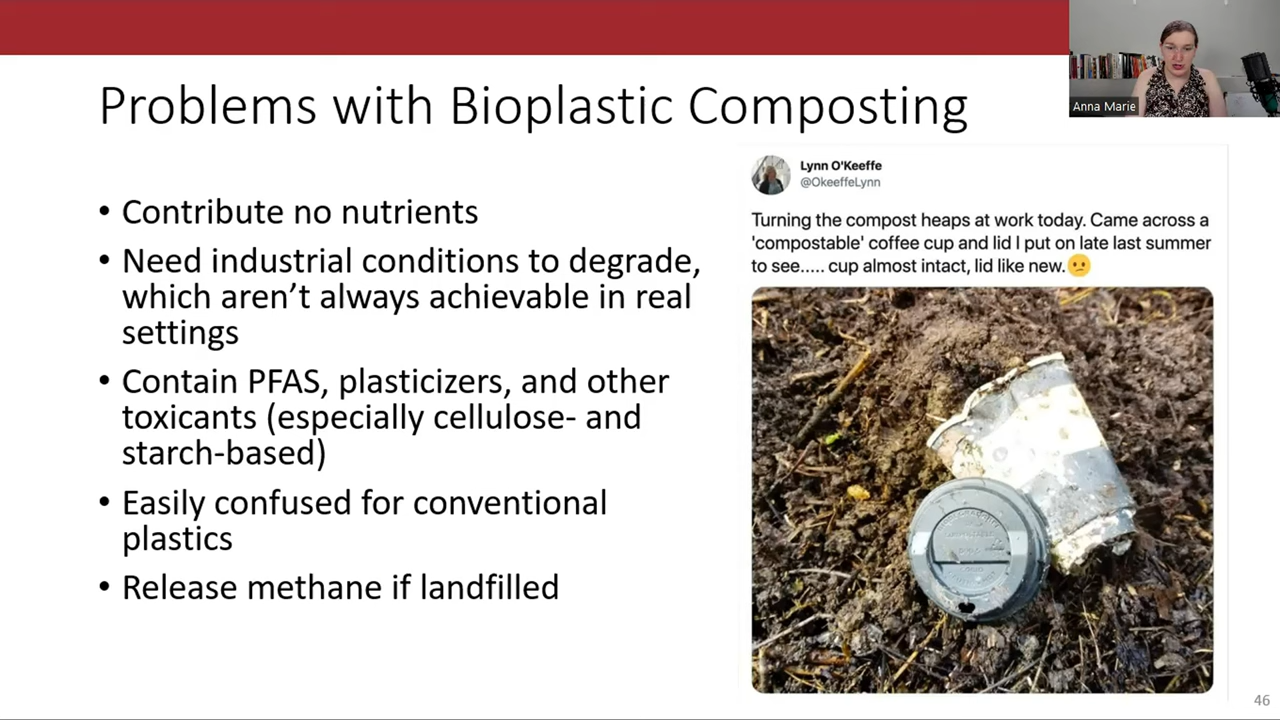 Problems with Bioplastic Composting
Anna Marie
• Contribute no nutrients
• Need industrial conditions to degrade,
which aren’t always achievable in real
settings
• Contain PFAS, plasticizers, and other
toxicants (especially cellulose- and
starch-based)
• Easily confused for conventional
plastics
• Release methane if landfilled
Lynn O'Keeffe
@OkeeffeLynn
Turning the compost heaps at work today. Came across a
'compostable' coffee cup and lid I put on late last summer
to see..... cup almost intact, lid like new.😕
46